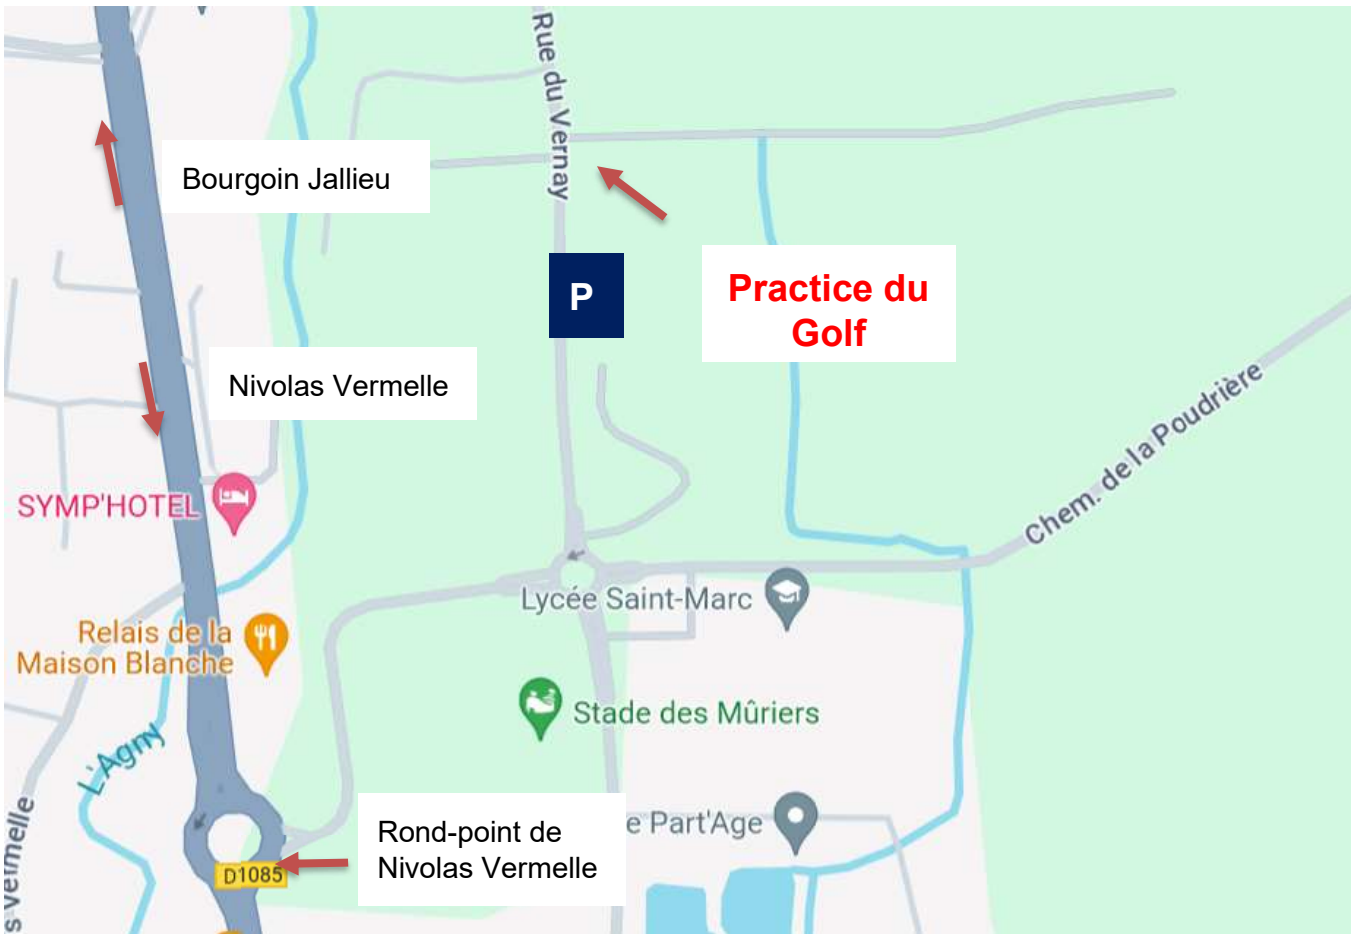 Rue du Vernay
Bourgoin Jallieu
P
Practice du
Golf
Nivolas Vermelle
Chem. de la Poudrière
SYMP'HOTEL
Lycée Saint-Marc
Relais de la
Maison Blanche
Stade des Mûriers
L'Agny
Rond-point de
Nivolas Vermelle
e Part'Age
D1085
s Vermelle